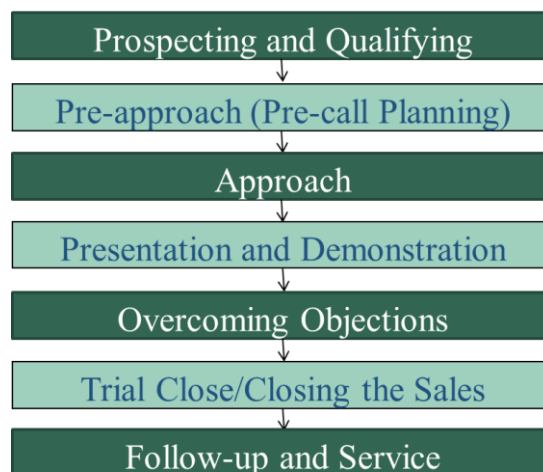 Prospecting and Qualifying
Pre-approach (Pre-call Planning)
Approach
Presentation and Demonstration
Overcoming Objections
Trial Close/Closing the Sales
Follow-up and Service